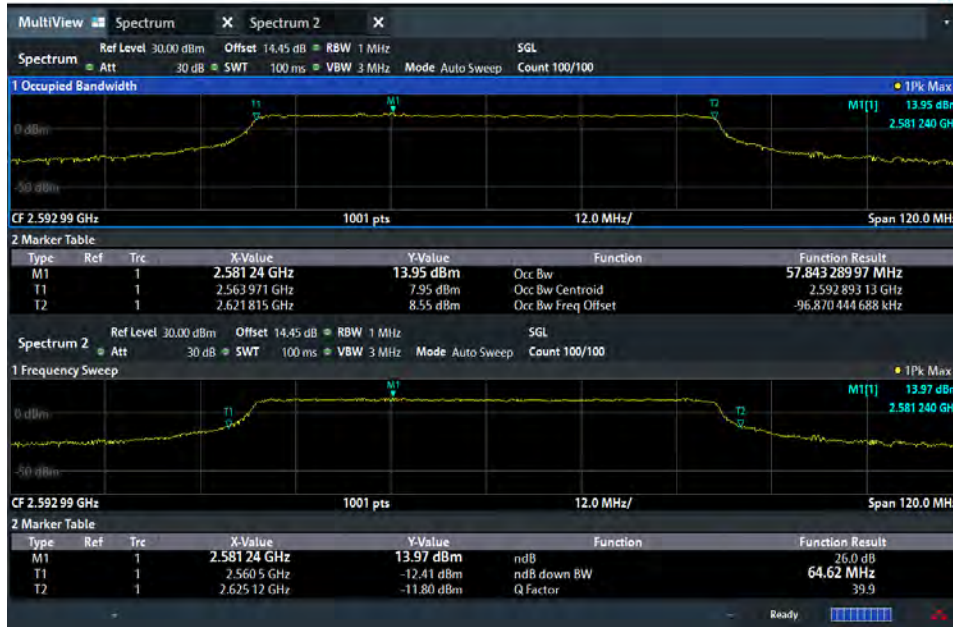 MultiView Spectrum X Spectrum 2 X
Spectrum Ref Level 30.00 dBm Offset 14.45 dB RBW 1 MHz SGL
Att 30 dB SWT 100 ms VBW 3 MHz Mode Auto Sweep Count 100/100
1 Occupied Bandwidth 1Pk Max
T1 M1 T2 M1[1] 13.95 dBm
0 dBm 2.581 240 GH
-50 dBm
CF 2.592 99 GHz 1001 pts 12.0 MHz/ Span 120.0 MH
2 Marker Table
Type Ref Trc X-Value Y-Value Function Function Result
M1 1 2.581 24 GHz 13.95 dBm Occ Bw 57.843 289 97 MHz
T1 1 2.563 971 GHz 7.95 dBm Occ Bw Centroid 2.592 893 13 GHz
T2 1 2.621 815 GHz 8.55 dBm Occ Bw Freq Offset -96.870 444 688 kHz
Spectrum 2 Ref Level 30.00 dBm Offset 14.45 dB RBW 1 MHz SGL
Att 30 dB SWT 100 ms VBW 3 MHz Mode Auto Sweep Count 100/100
1 Frequency Sweep 1Pk Max
M1 M1[1] 13.97 dBm
T1 T2 0 dBm 2.581 240 GH
-50 dBm
CF 2.592 99 GHz 1001 pts 12.0 MHz/ Span 120.0 MH
2 Marker Table
Type Ref Trc X-Value Y-Value Function Function Result
M1 1 2.581 24 GHz 13.97 dBm ndB 26.0 dB
T1 1 2.560 5 GHz -12.41 dBm ndB down BW 64.62 MHz
T2 1 2.625 12 GHz -11.80 dBm Q Factor 39.9
Ready